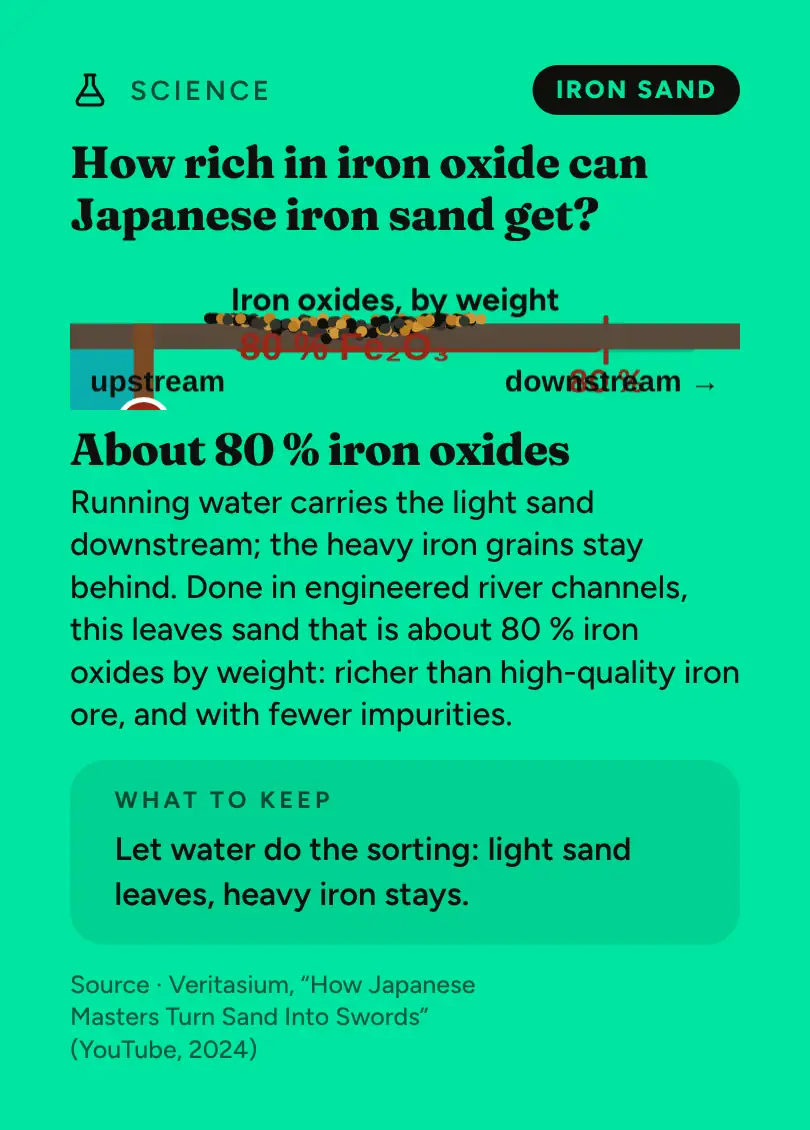 SCIENCE
IRON SAND
How rich in iron oxide can
Japanese iron sand get?
Iron oxides, by weight
80 % Fe₂O₃
upstream
downstream →
80 %
About 80 % iron oxides
Running water carries the light sand
downstream; the heavy iron grains stay
behind. Done in engineered river channels,
this leaves sand that is about 80 % iron
oxides by weight: richer than high-quality iron
ore, and with fewer impurities.
WHAT TO KEEP
Let water do the sorting: light sand
leaves, heavy iron stays.
Source · Veritasium, “How Japanese
Masters Turn Sand Into Swords”
(YouTube, 2024)